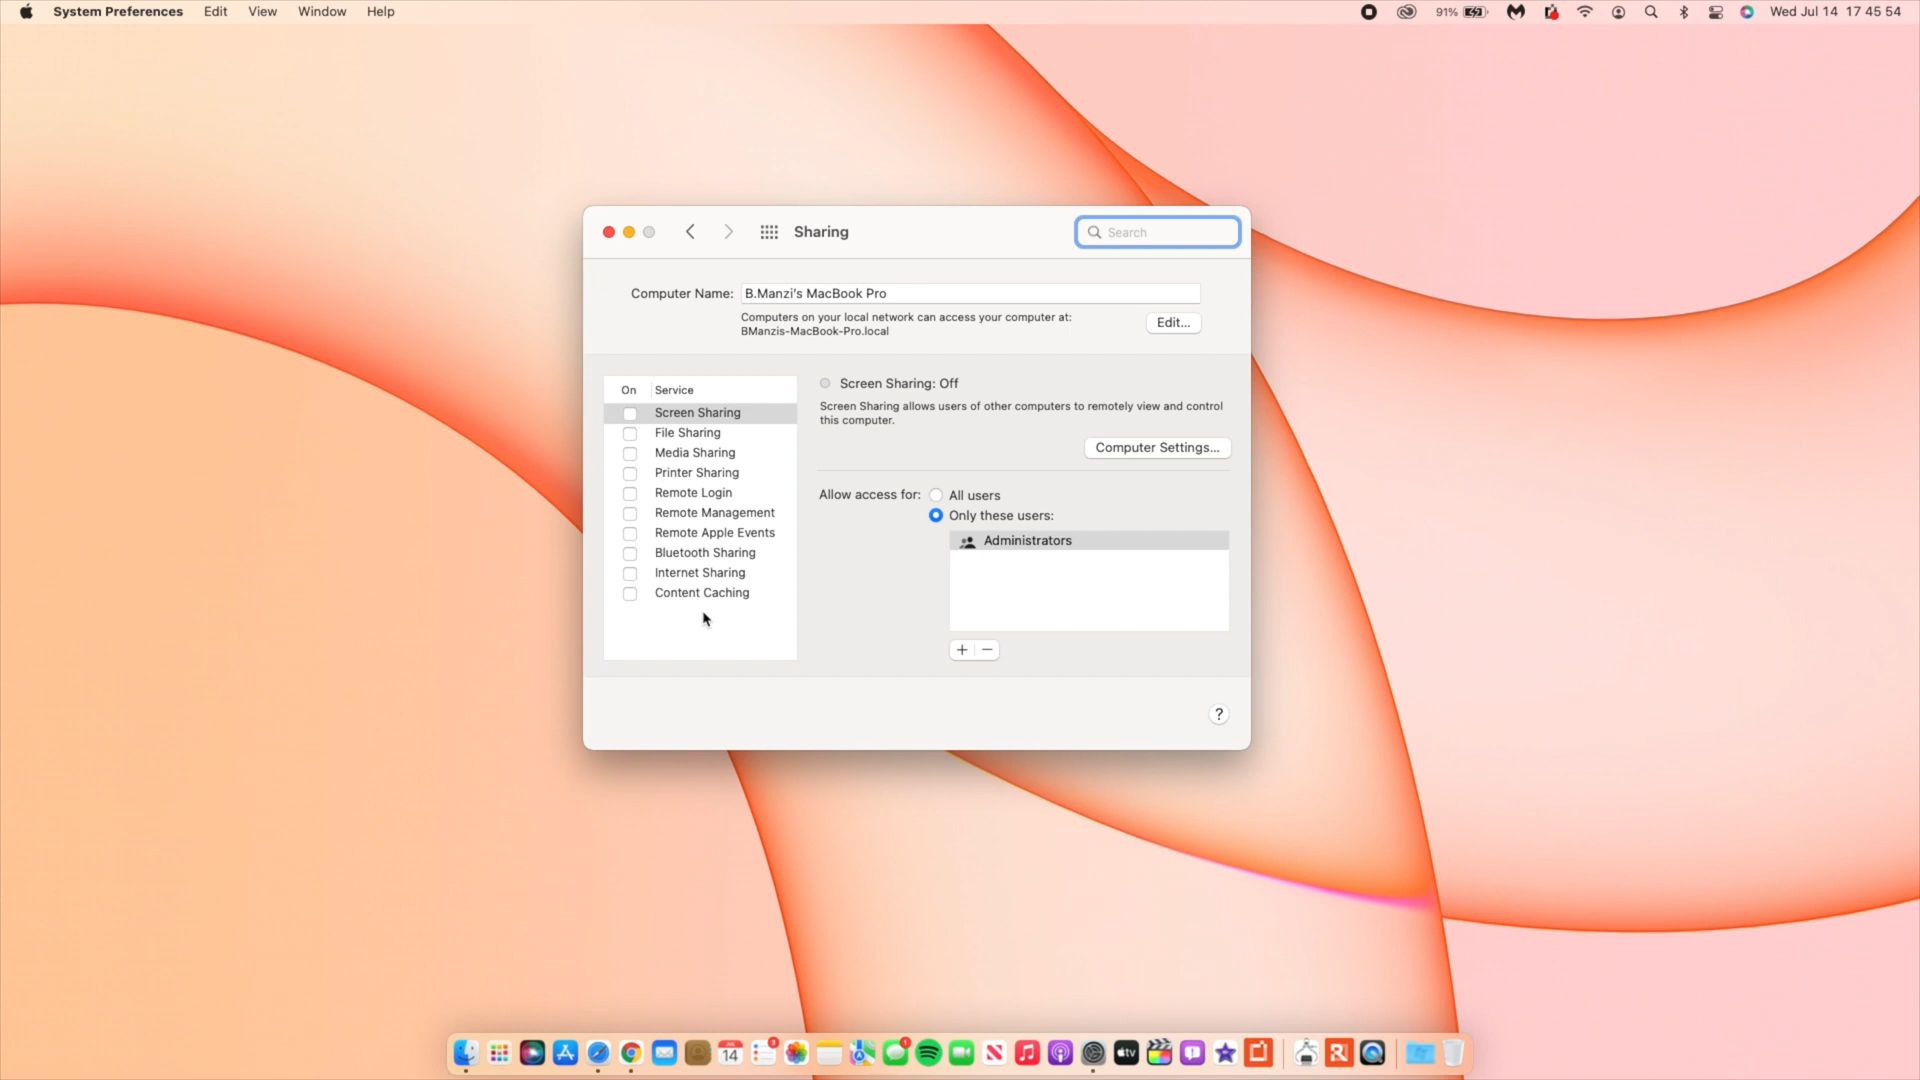 System Preferences Edit View Window Help 91% Wed Jul 14 17 45 54
Sharing Search
Computer Name: B.Manzi's MacBook Pro
Computers on your local network can access your computer at:
BManzis-MacBook-Pro.local
Edit...
On Service
Screen Sharing
File Sharing
Media Sharing
Printer Sharing
Remote Login
Remote Management
Remote Apple Events
Bluetooth Sharing
Internet Sharing
Content Caching
Screen Sharing: Off
Screen Sharing allows users of other computers to remotely view and control
this computer.
Computer Settings...
Allow access for: All users
Only these users:
Administrators
+ −
?
JUL
14
3
1
tv